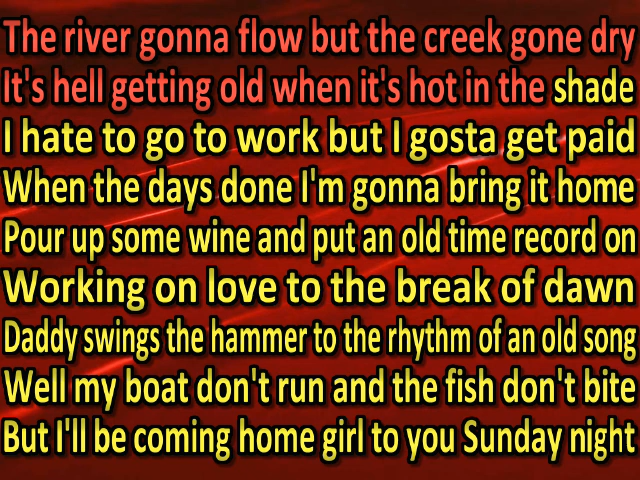 The river gonna flow but the creek gone dry
It's hell getting old when it's hot in the shade
I hate to go to work but I gosta get paid
When the days done I'm gonna bring it home
Pour up some wine and put an old time record on
Working on love to the break of dawn
Daddy swings the hammer to the rhythm of an old song
Well my boat don't run and the fish don't bite
But I'll be coming home girl to you Sunday night